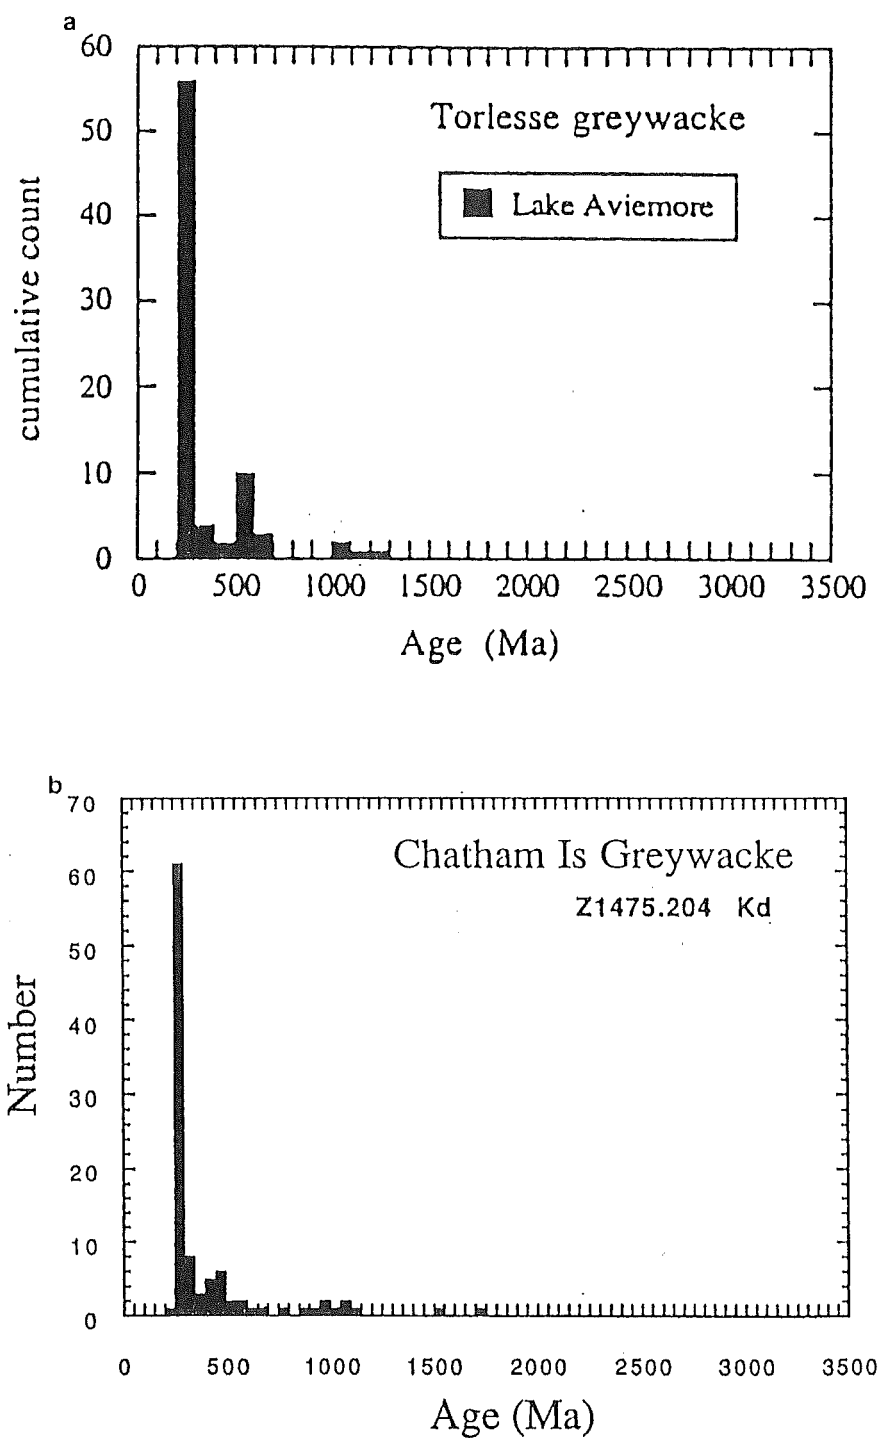 a
60
50
40
30
20
10
0
cumulative count
Torlesse greywacke
Lake Aviemore
0 500 1000 1500 2000 2500 3000 3500
Age (Ma)
b
70
60
50
40
30
20
10
0
Number
Chatham Is Greywacke
Z1475.204 Kd
0 500 1000 1500 2000 2500 3000 3500
Age (Ma)